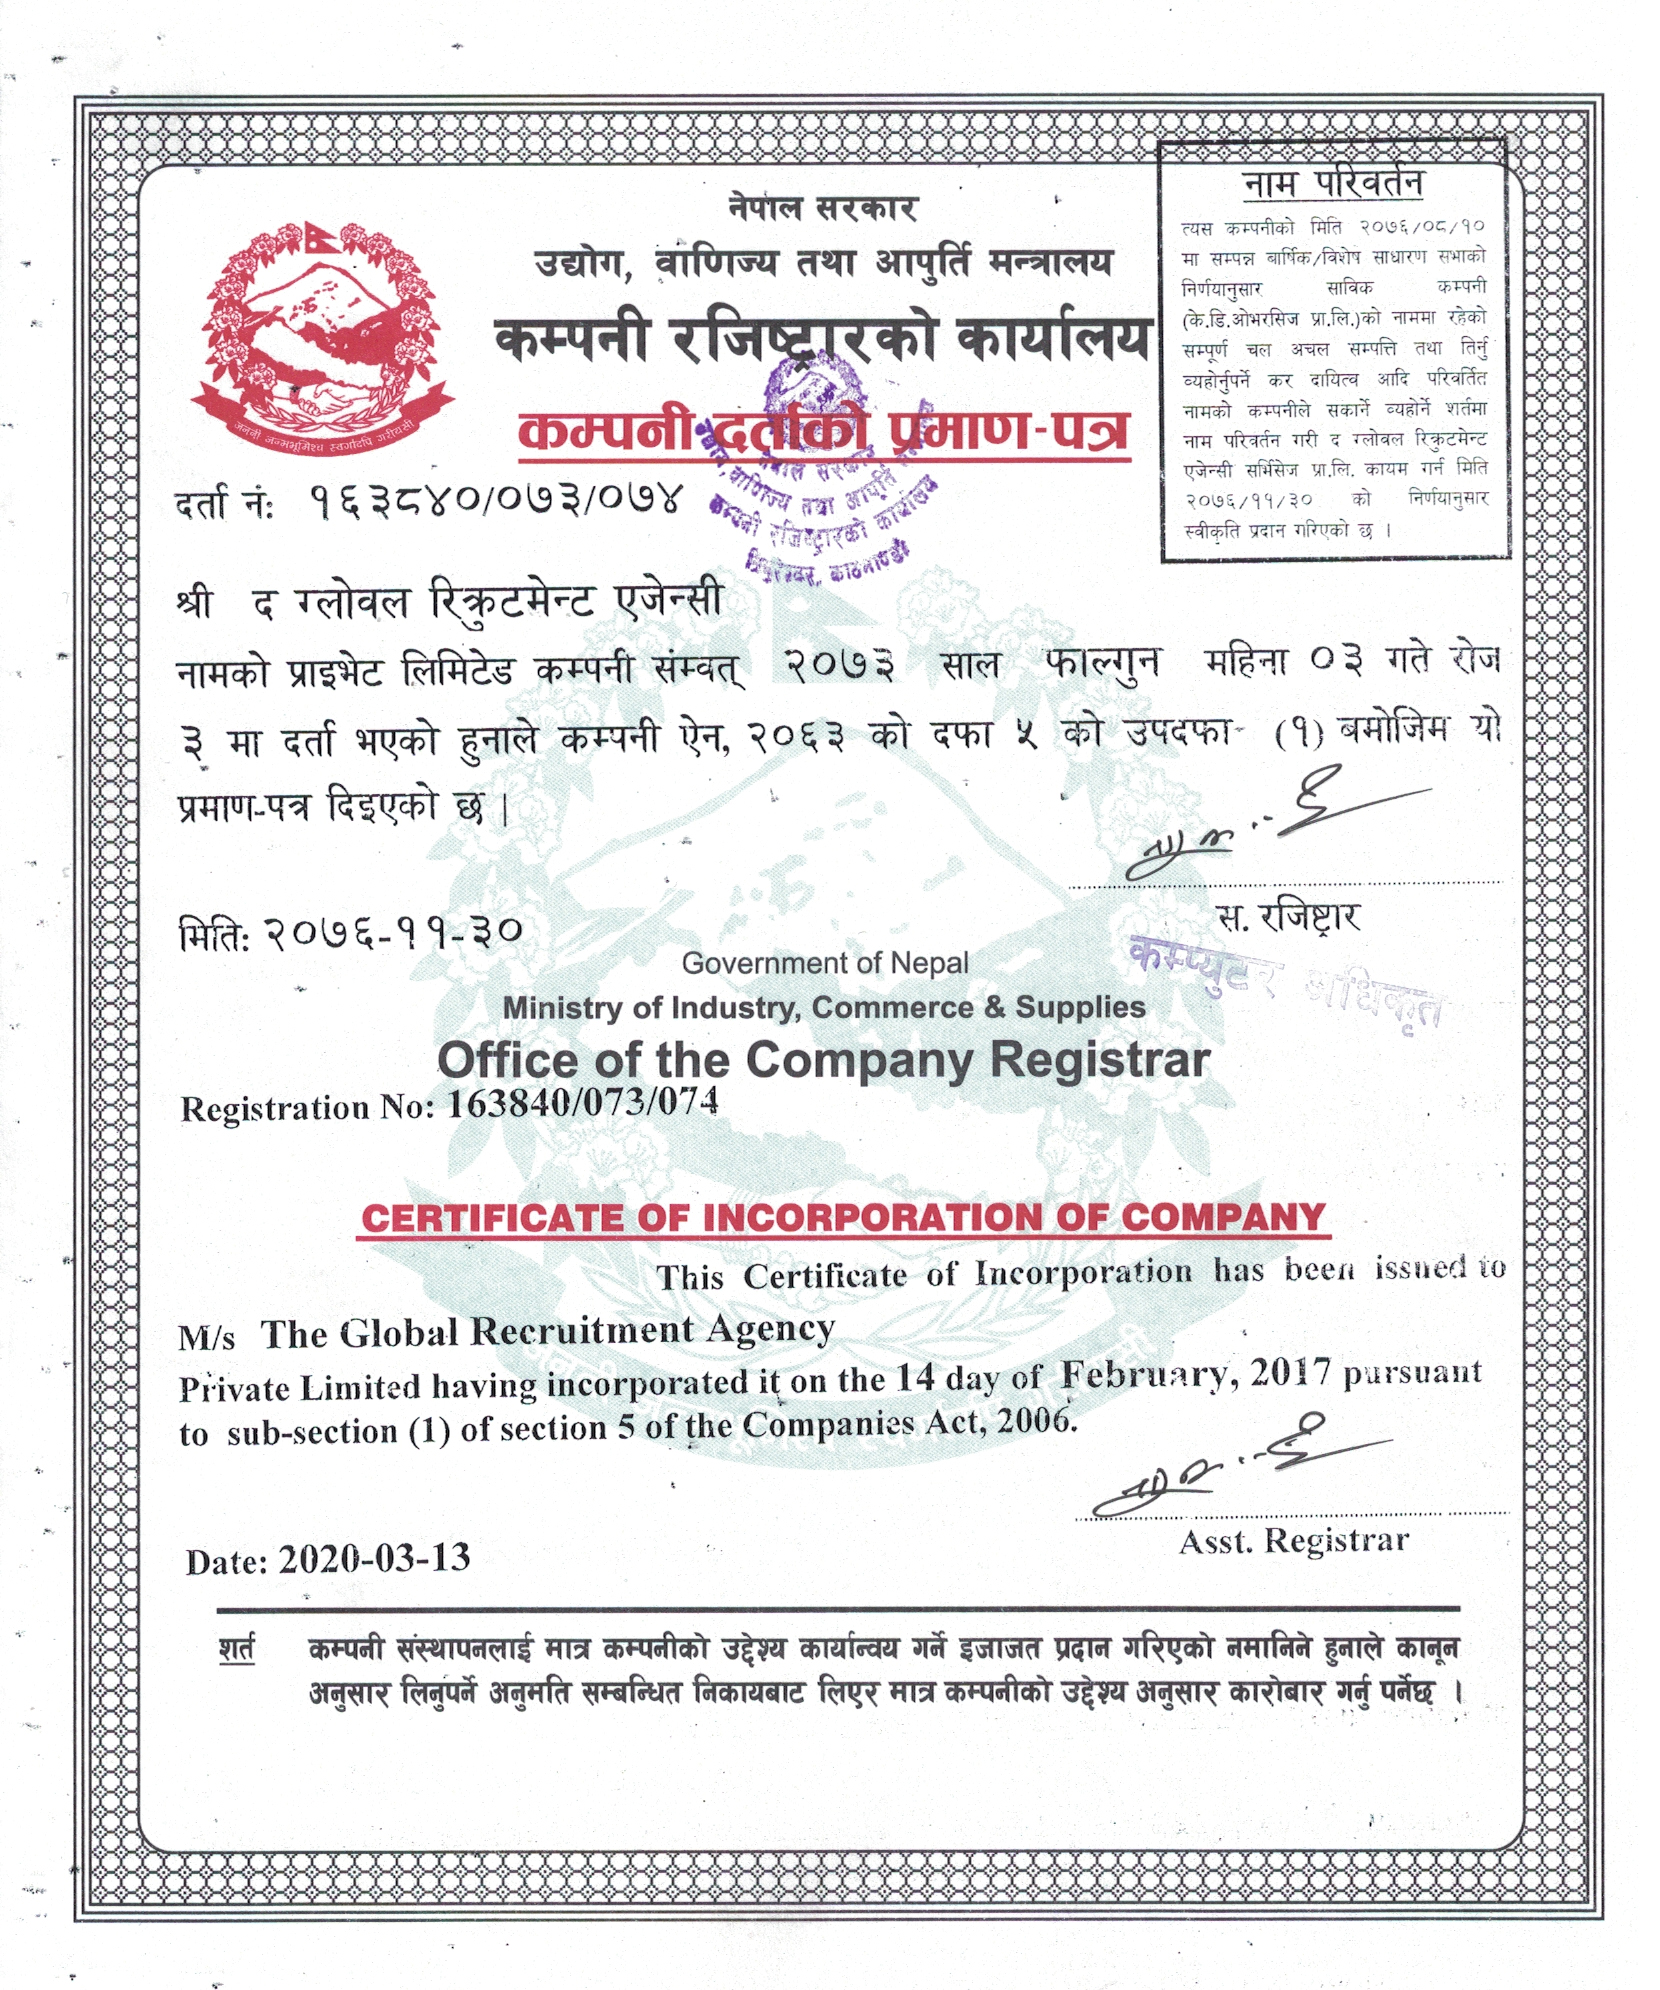 नेपाल सरकार
उद्योग, वाणिज्य तथा आपुर्ति मन्त्रालय
कम्पनी रजिष्ट्रारको कार्यालय
कम्पनी दर्ताको प्रमाण-पत्र
जननी जन्मभूमिश्च स्वर्गादपि गरीयसी
नाम परिवर्तन
त्यस कम्पनीको मिति २०७६/०८/१०
मा सम्पन्न बार्षिक/विशेष साधारण सभाको
निर्णयानुसार साविक कम्पनी
(के.डि.ओभरसिज प्रा.लि.)को नाममा रहेको
सम्पूर्ण चल अचल सम्पत्ति तथा तिर्नु
व्यहोर्नुपर्ने कर दायित्व आदि परिवर्तित
नामको कम्पनीले सकार्ने व्यहोर्ने शर्तमा
नाम परिवर्तन गरी द ग्लोवल रिक्रुटमेन्ट
एजेन्सी सर्भिसेज प्रा.लि. कायम गर्न मिति
२०७६/११/३० को निर्णयानुसार
स्वीकृति प्रदान गरिएको छ ।
नेपाल सरकार
उद्योग, वाणिज्य तथा आपूर्ति
कम्पनी रजिष्ट्रारको कार्यालय
त्रिपुरेश्वर, काठमाण्डौ
दर्ता नं: १६३८४०/०७३/०७४
श्री द ग्लोवल रिक्रुटमेन्ट एजेन्सी
नामको प्राइभेट लिमिटेड कम्पनी संम्वत् २०७३ साल फाल्गुन महिना ०३ गते रोज
३ मा दर्ता भएको हुनाले कम्पनी ऐन, २०६३ को दफा ५ को उपदफा- (१) बमोजिम यो
प्रमाण-पत्र दिइएको छ ।
स. रजिष्ट्रार
कम्प्युटर अधिकृत
मिति: २०७६-११-३०
Government of Nepal
Ministry of Industry, Commerce & Supplies
Office of the Company Registrar
Registration No: 163840/073/074
CERTIFICATE OF INCORPORATION OF COMPANY
This Certificate of Incorporation has been issued to
M/s The Global Recruitment Agency
Private Limited having incorporated it on the 14 day of February, 2017 pursuant
to sub-section (1) of section 5 of the Companies Act, 2006.
Asst. Registrar
Date: 2020-03-13
शर्त कम्पनी संस्थापनलाई मात्र कम्पनीको उद्देश्य कार्यान्वय गर्ने इजाजत प्रदान गरिएको नमानिने हुनाले कानून
अनुसार लिनुपर्ने अनुमति सम्बन्धित निकायबाट लिएर मात्र कम्पनीको उद्देश्य अनुसार कारोबार गर्नु पर्नेछ ।